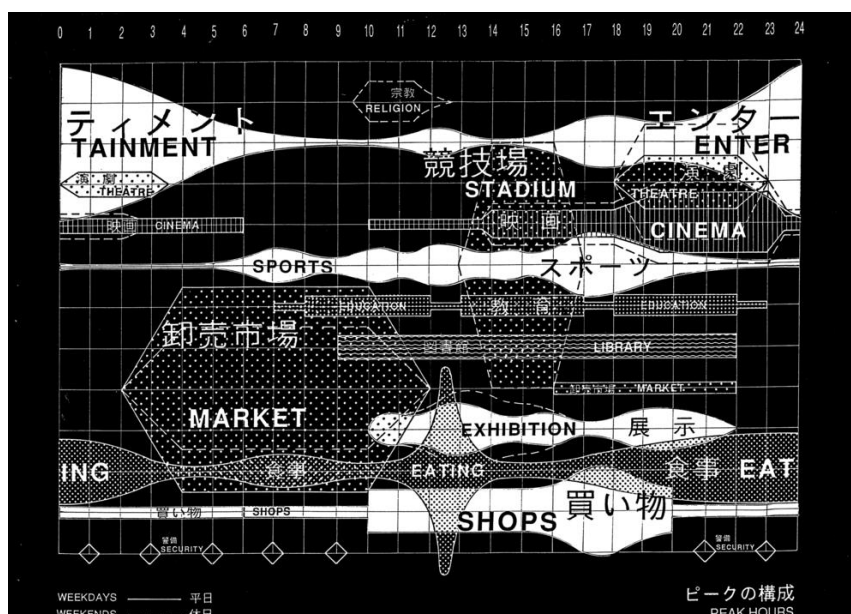 0 1 2 3 4 5 6 7 8 9 10 11 12 13 14 15 16 17 18 19 20 21 22 23 24
宗教
RELIGION
ティメント
TAINMENT
エンター
ENTER
競技場
STADIUM
演劇
THEATRE
演劇
THEATRE
映画 CINEMA
映画
CINEMA
SPORTS
スポーツ
EDUCATION
教育
EDUCATION
卸売市場
MARKET
図書館
LIBRARY
卸売市場 MARKET
EXHIBITION
展示
ING
食事
EATING
食事
EAT
買い物 SHOPS
SHOPS
買い物
警備
SECURITY
警備
SECURITY
WEEKDAYS 平日
WEEKENDS 休日
ピークの構成
PEAK HOURS